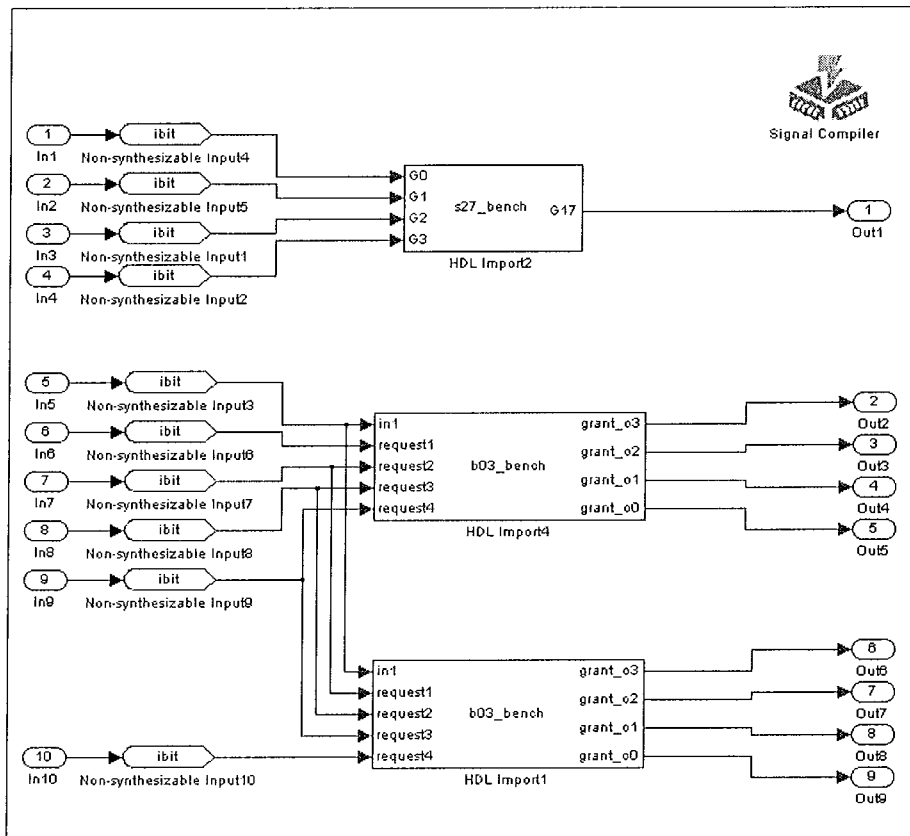 Signal Compiler
1
ibit
In1
Non-synthesizable Input4
2
ibit
In2
Non-synthesizable Input5
3
ibit
In3
Non-synthesizable Input1
4
ibit
In4
Non-synthesizable Input2
G0
G1
G2
G3
s27_bench
G17
HDL Import2
1
Out1
5
ibit
In5
Non-synthesizable Input3
6
ibit
In6
Non-synthesizable Input6
7
ibit
In7
Non-synthesizable Input7
8
ibit
In8
Non-synthesizable Input8
9
ibit
In9
Non-synthesizable Input9
in1
request1
request2
request3
request4
b03_bench
grant_o3
grant_o2
grant_o1
grant_o0
HDL Import4
2
Out2
3
Out3
4
Out4
5
Out5
10
ibit
In10
Non-synthesizable Input10
in1
request1
request2
request3
request4
b03_bench
grant_o3
grant_o2
grant_o1
grant_o0
HDL Import1
6
Out6
7
Out7
8
Out8
9
Out9